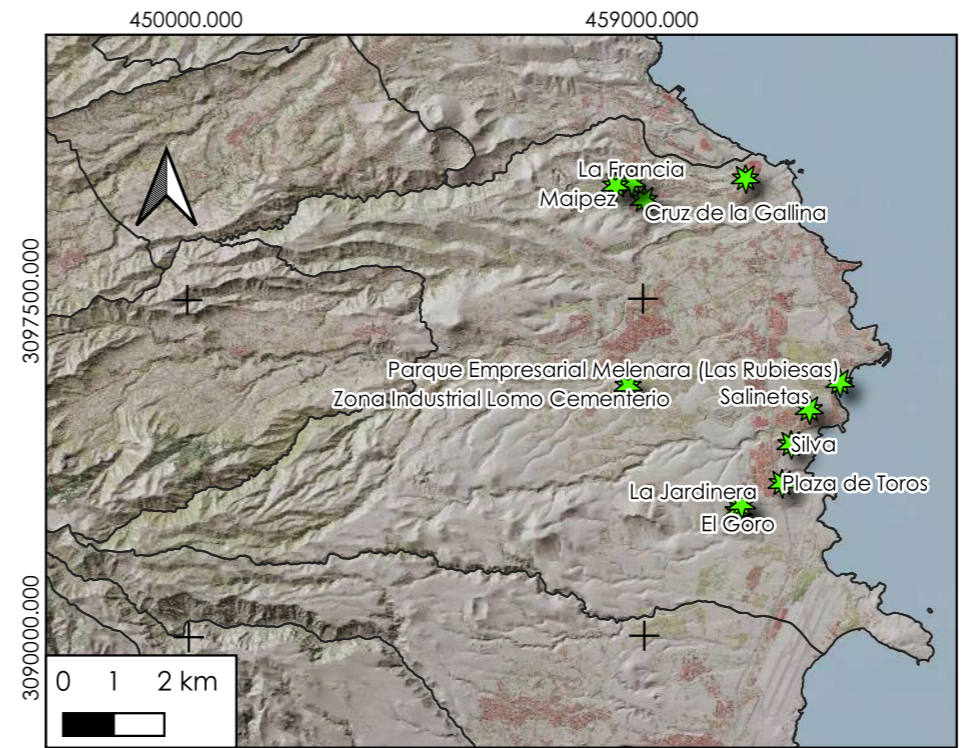 450000.000
459000.000
3097500.000
3090000.000
La Francia
Maipez
Cruz de la Gallina
Parque Empresarial Melenara (Las Rubiesas)
Zona Industrial Lomo Cementerio
Salinetas
Silva
Plaza de Toros
La Jardinera
El Goro
0 1 2 km